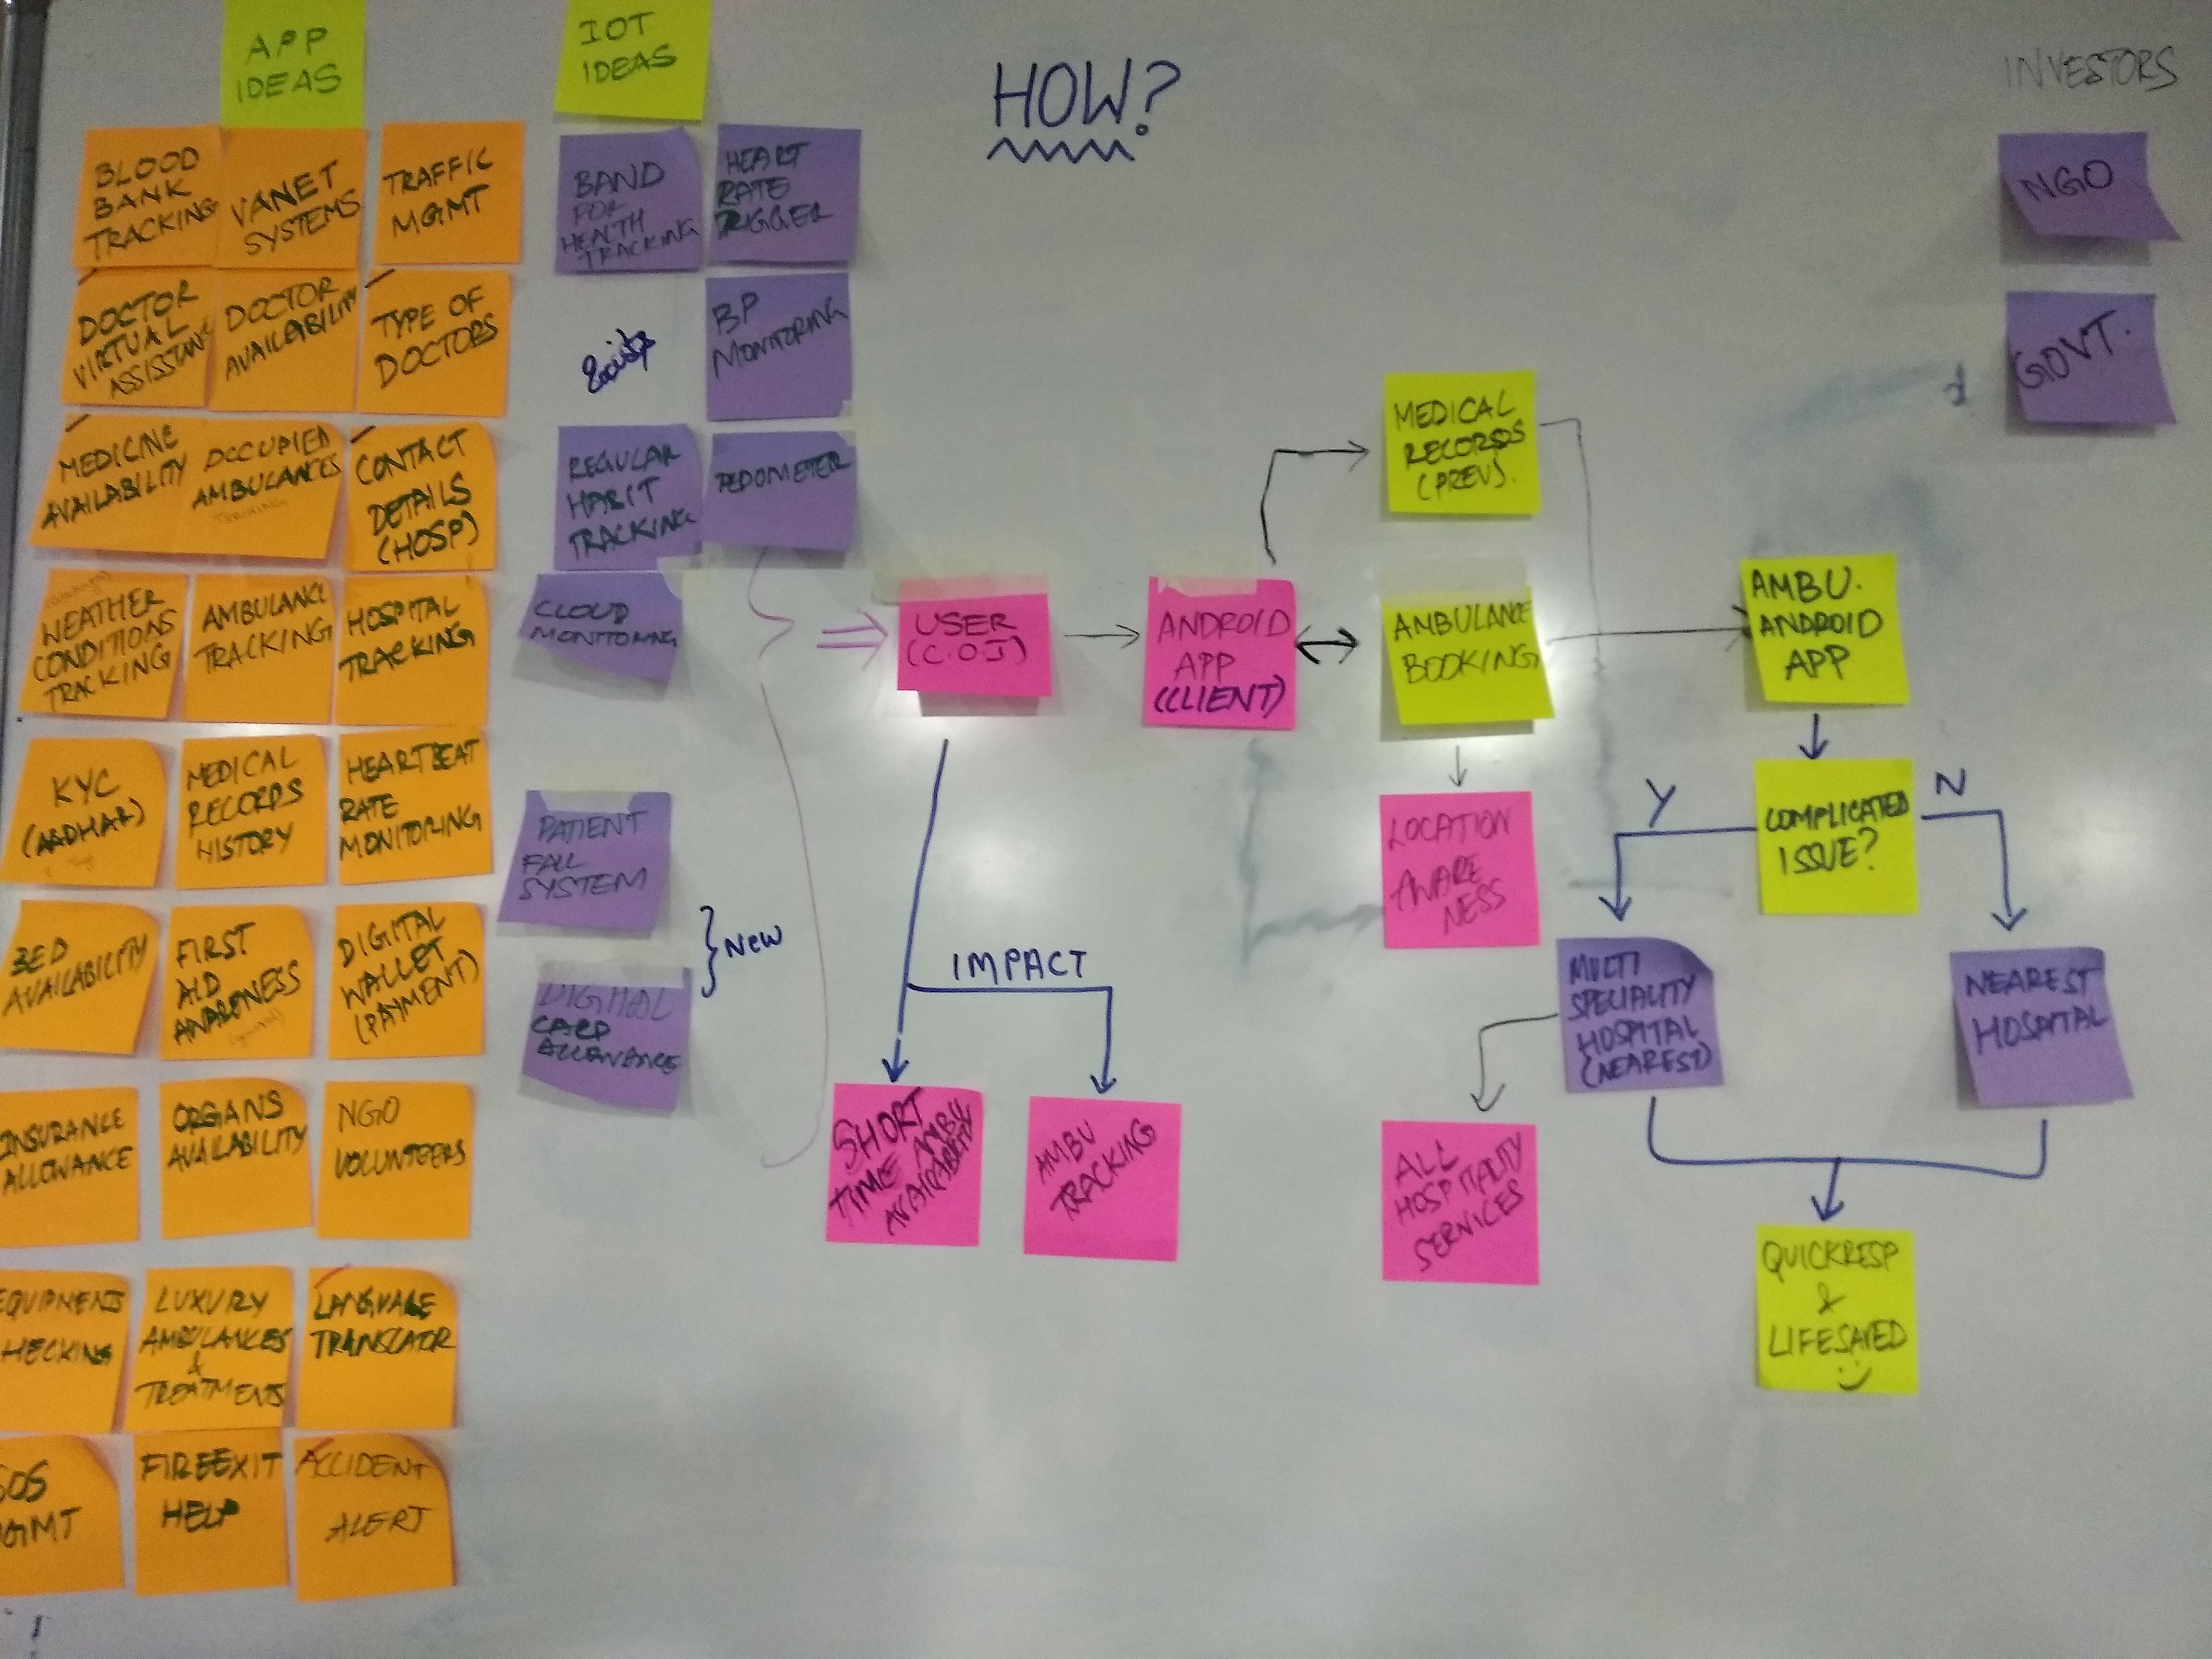 APP
IDEAS
IOT
IDEAS
HOW?
INVESTORS
BLOOD
BANK
TRACKING
VANET
SYSTEMS
TRAFFIC
MGMT
DOCTOR
VIRTUAL
ASSISTANT
DOCTOR
AVAILABILITY
TYPE OF
DOCTORS
MEDICINE
AVAILABILITY
OCCUPIED
AMBULANCES
TRACKING
CONTACT
DETAILS
(HOSP)
WEATHER
CONDITIONS
TRACKING
AMBULANCE
TRACKING
HOSPITAL
TRACKING
KYC
(AADHAR)
MEDICAL
RECORDS
HISTORY
HEARTBEAT
RATE
MONITORING
BED
AVAILABILITY
FIRST
AID
AWARENESS
DIGITAL
WALLET
(PAYMENT)
INSURANCE
ALLOWANCE
ORGANS
AVAILABILITY
NGO
VOLUNTEERS
EQUIPMENTS
HECKING
LUXURY
AMBULANCES
&
TREATMENTS
LANGUAGE
TRANSLATOR
SOS
MGMT
FIREEXIT
HELP
ACCIDENT
ALERT
BAND
FOR
HEALTH
TRACKING
HEART
RATE
TRIGGER
BP
MONITORING
REGULAR
HABIT
TRACKING
PEDOMETER
CLOUD
MONITORING
PATIENT
FALL
SYSTEM
DIGITAL
CARD
ALLOWANCE
} New
USER
(C.O.I)
ANDROID
APP
(CLIENT)
MEDICAL
RECORDS
(PREV).
AMBULANCE
BOOKING
LOCATION
AWARE
NESS
AMBU.
ANDROID
APP
COMPLICATED
ISSUE?
Y
N
MULTI
SPECIALITY
HOSPITAL
(NEAREST)
NEAREST
HOSPITAL
ALL
HOSPITALITY
SERVICES
QUICKRESP
&
LIFESAVED
:)
IMPACT
SHORT
TIME AMBU
AVAILABILITY
AMBU
TRACKING
NGO
GOVT.